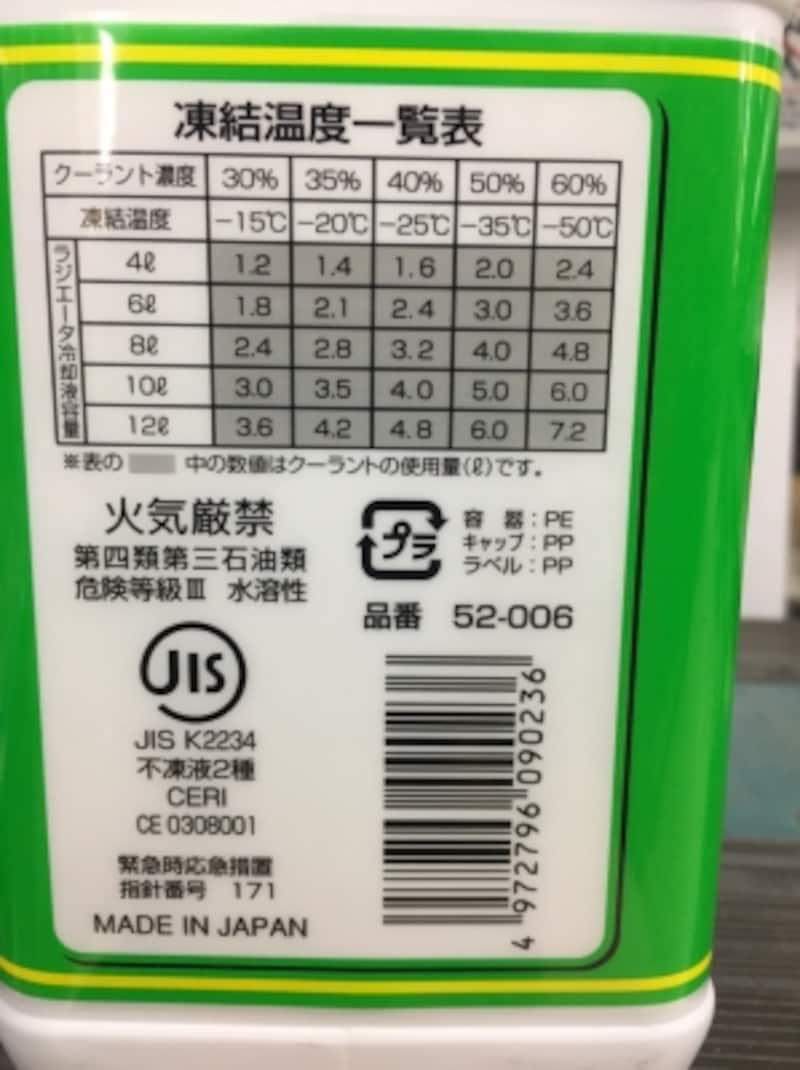 凍結温度一覧表
クーラント濃度 30% 35% 40% 50% 60%
凍結温度 -15℃ -20℃ -25℃ -35℃ -50℃
ラジエータ冷却液容量
4ℓ 1.2 1.4 1.6 2.0 2.4
6ℓ 1.8 2.1 2.4 3.0 3.6
8ℓ 2.4 2.8 3.2 4.0 4.8
10ℓ 3.0 3.5 4.0 5.0 6.0
12ℓ 3.6 4.2 4.8 6.0 7.2
※表の 中の数値はクーラントの使用量(ℓ)です。
火気厳禁
第四類第三石油類
危険等級Ⅲ 水溶性
プラ
容 器:PE
キャップ:PP
ラベル:PP
品番 52-006
JIS
JIS K2234
不凍液2種
CERI
CE 0308001
緊急時応急措置
指針番号 171
MADE IN JAPAN
4 972796 090236